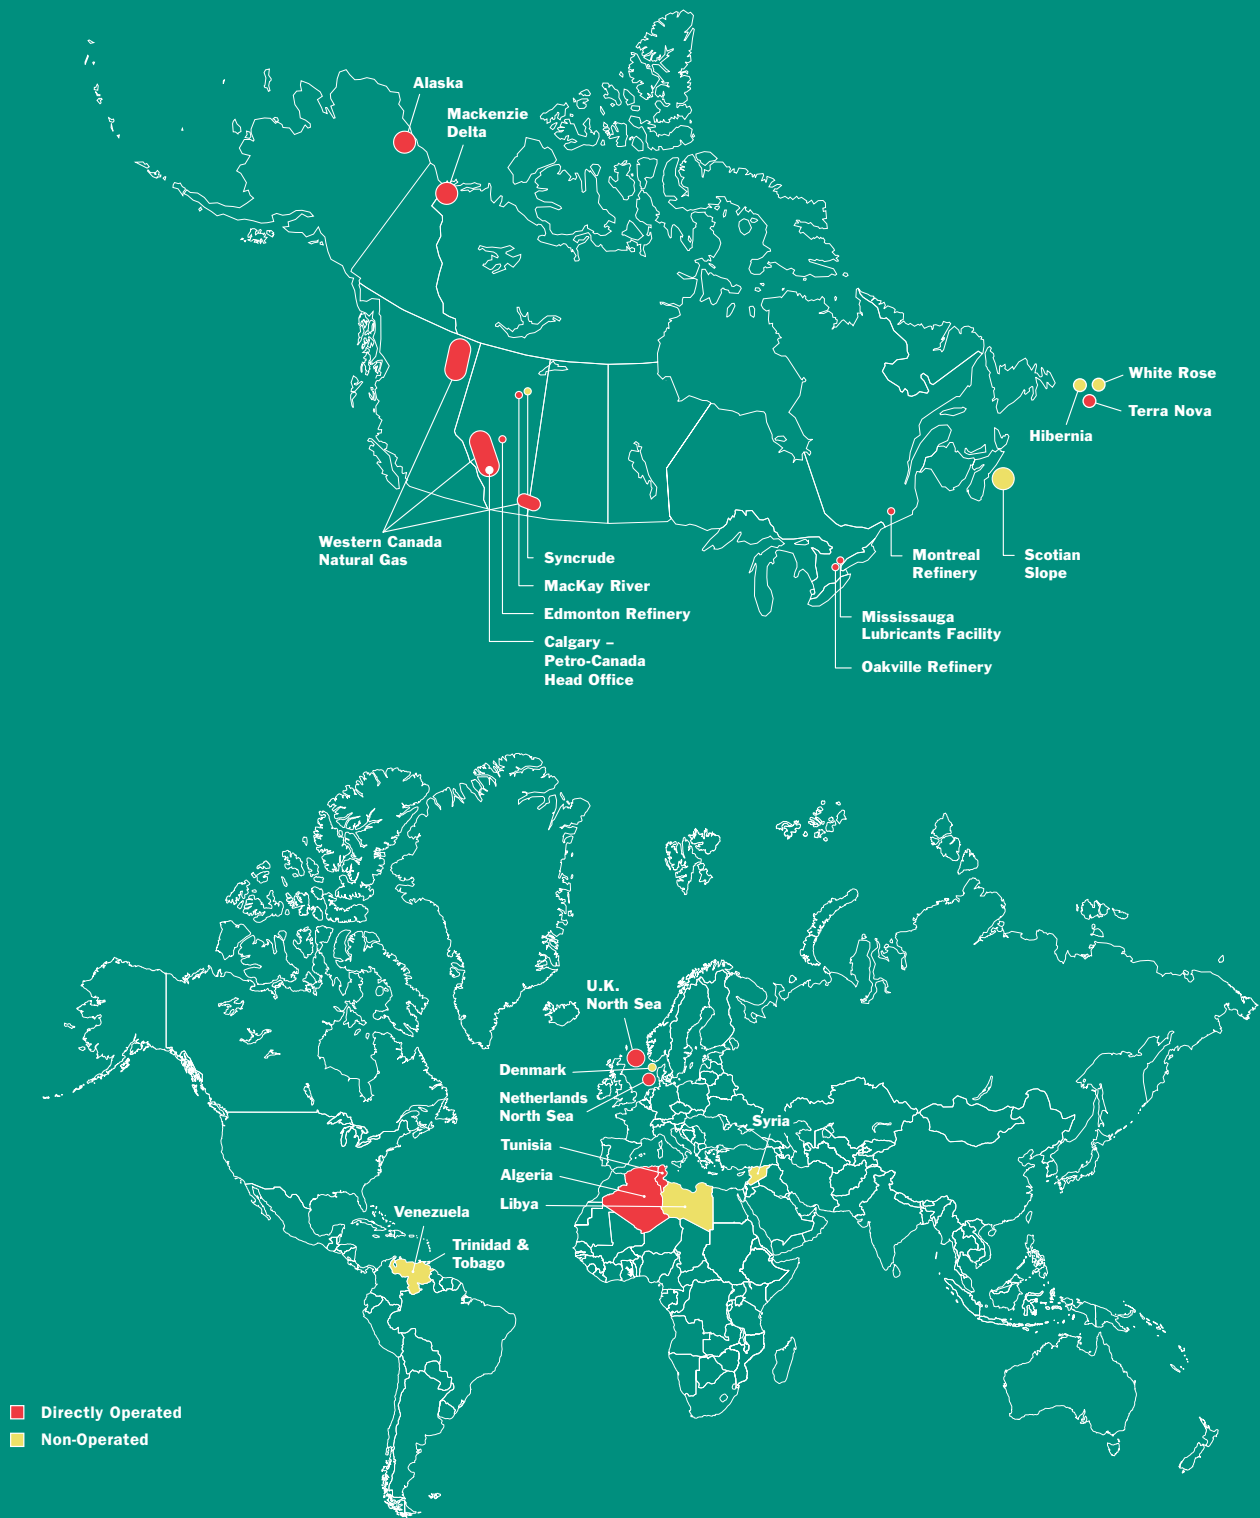 Alaska
Mackenzie
Delta
White Rose
Terra Nova
Hibernia
Western Canada
Natural Gas
Syncrude
MacKay River
Edmonton Refinery
Calgary –
Petro-Canada
Head Office
Montreal
Refinery
Scotian
Slope
Mississauga
Lubricants Facility
Oakville Refinery
U.K.
North Sea
Denmark
Netherlands
North Sea
Syria
Tunisia
Algeria
Libya
Venezuela
Trinidad &
Tobago
Directly Operated
Non-Operated